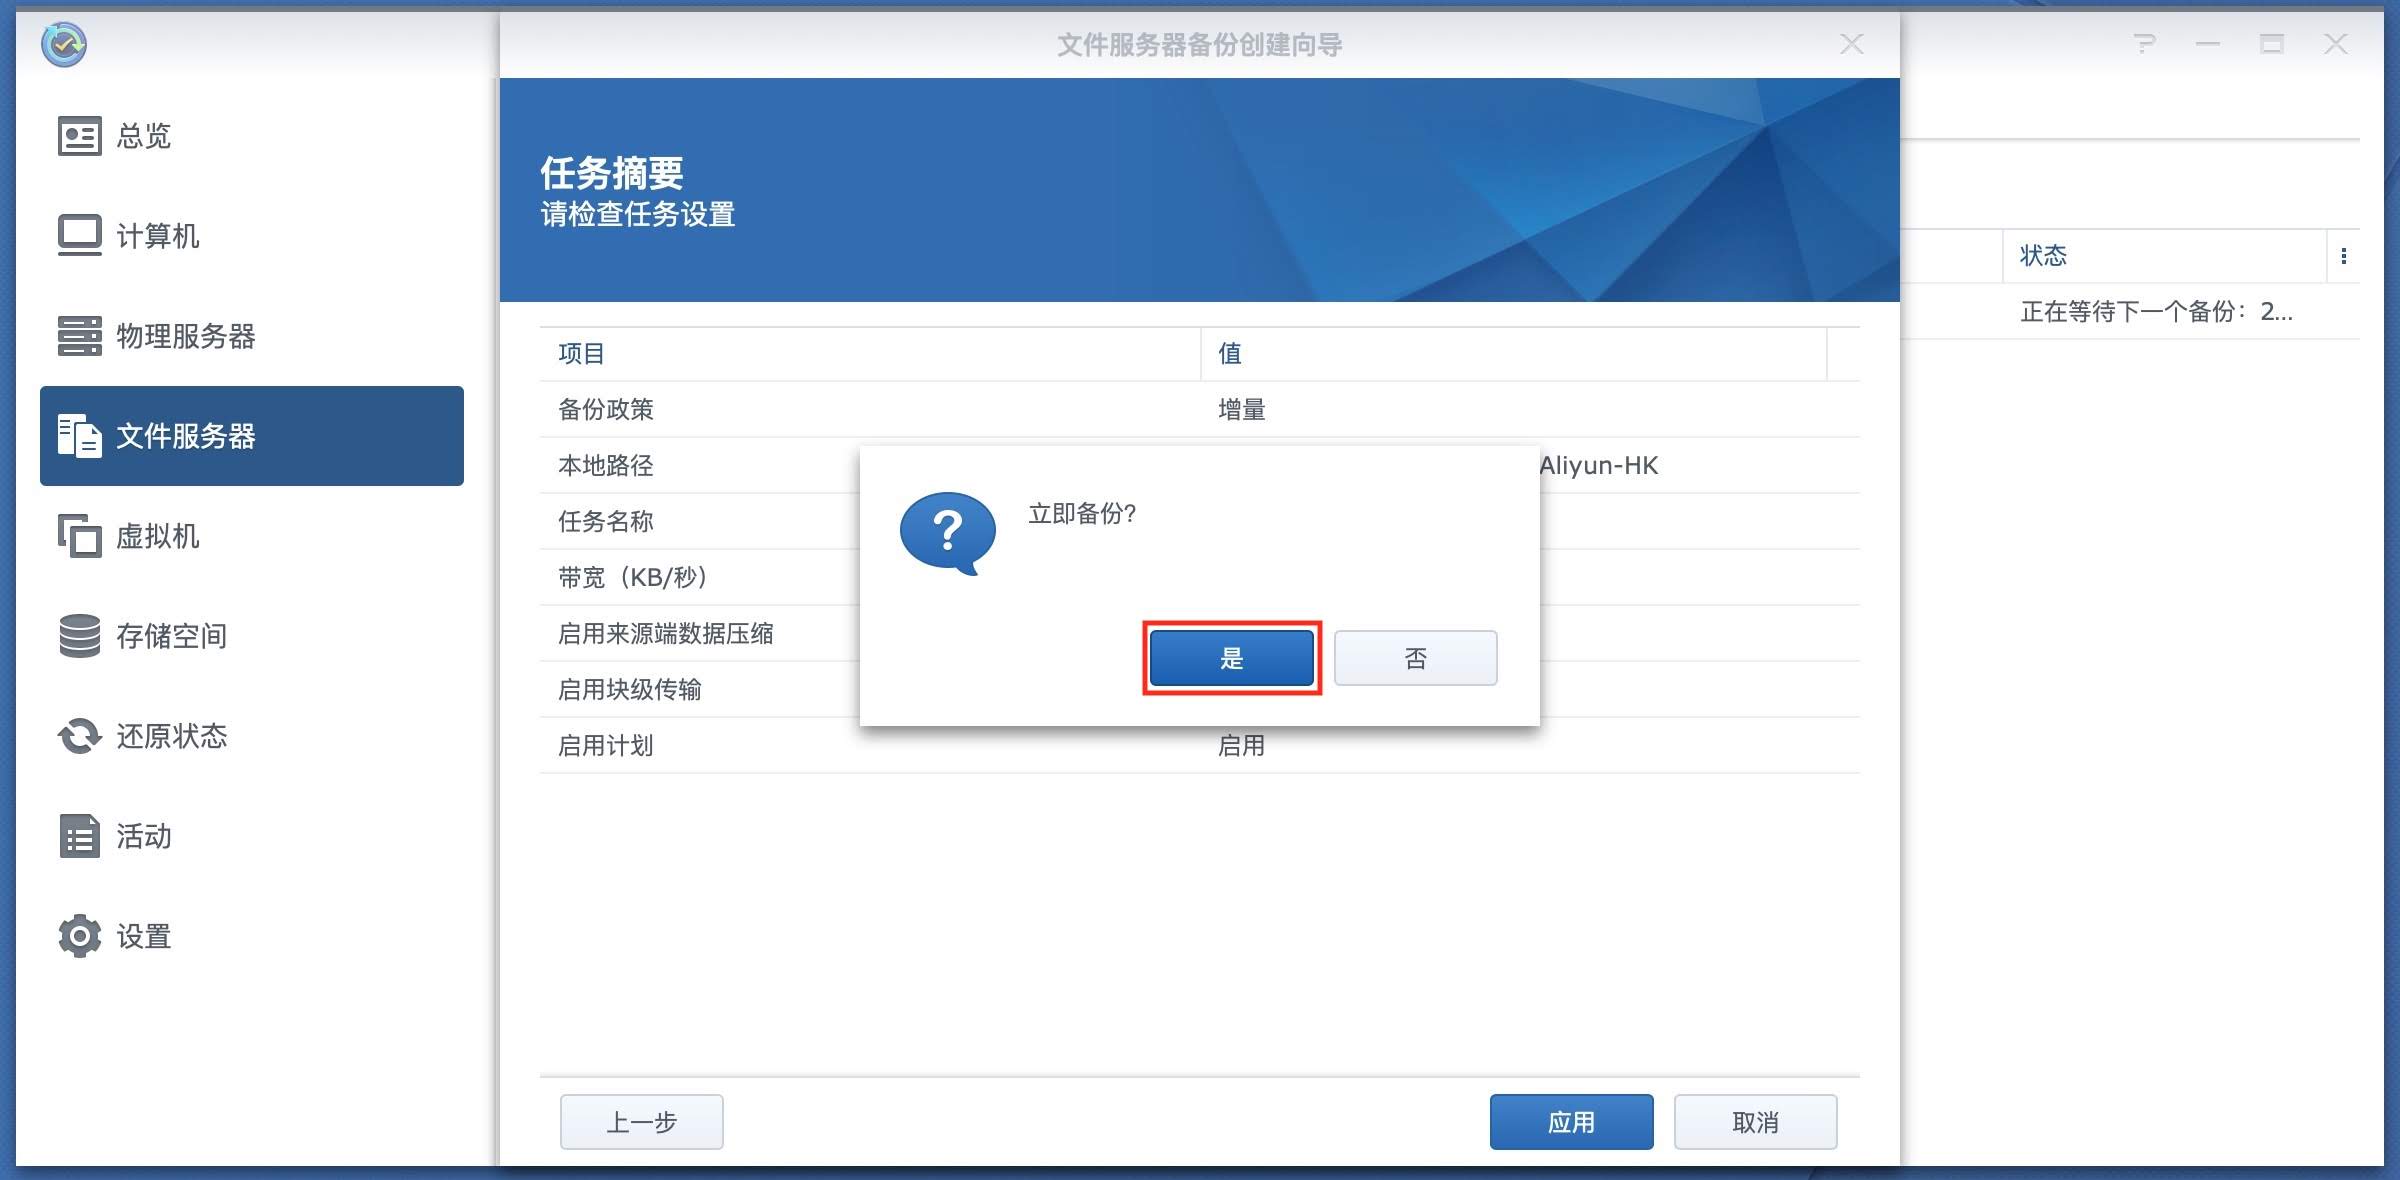 文件服务器备份创建向导
总览
计算机
物理服务器
文件服务器
虚拟机
存储空间
还原状态
活动
设置
任务摘要
请检查任务设置
项目 值
备份政策 增量
本地路径 Aliyun-HK
任务名称
带宽（KB/秒）
启用来源端数据压缩
启用块级传输
启用计划 启用
立即备份?
是 否
上一步 应用 取消
状态
正在等待下一个备份：2...